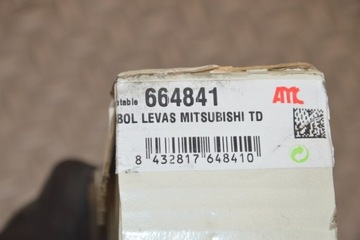 664841 AMC
BOL LEVAS MITSUBISHI TD
8 432817 648410